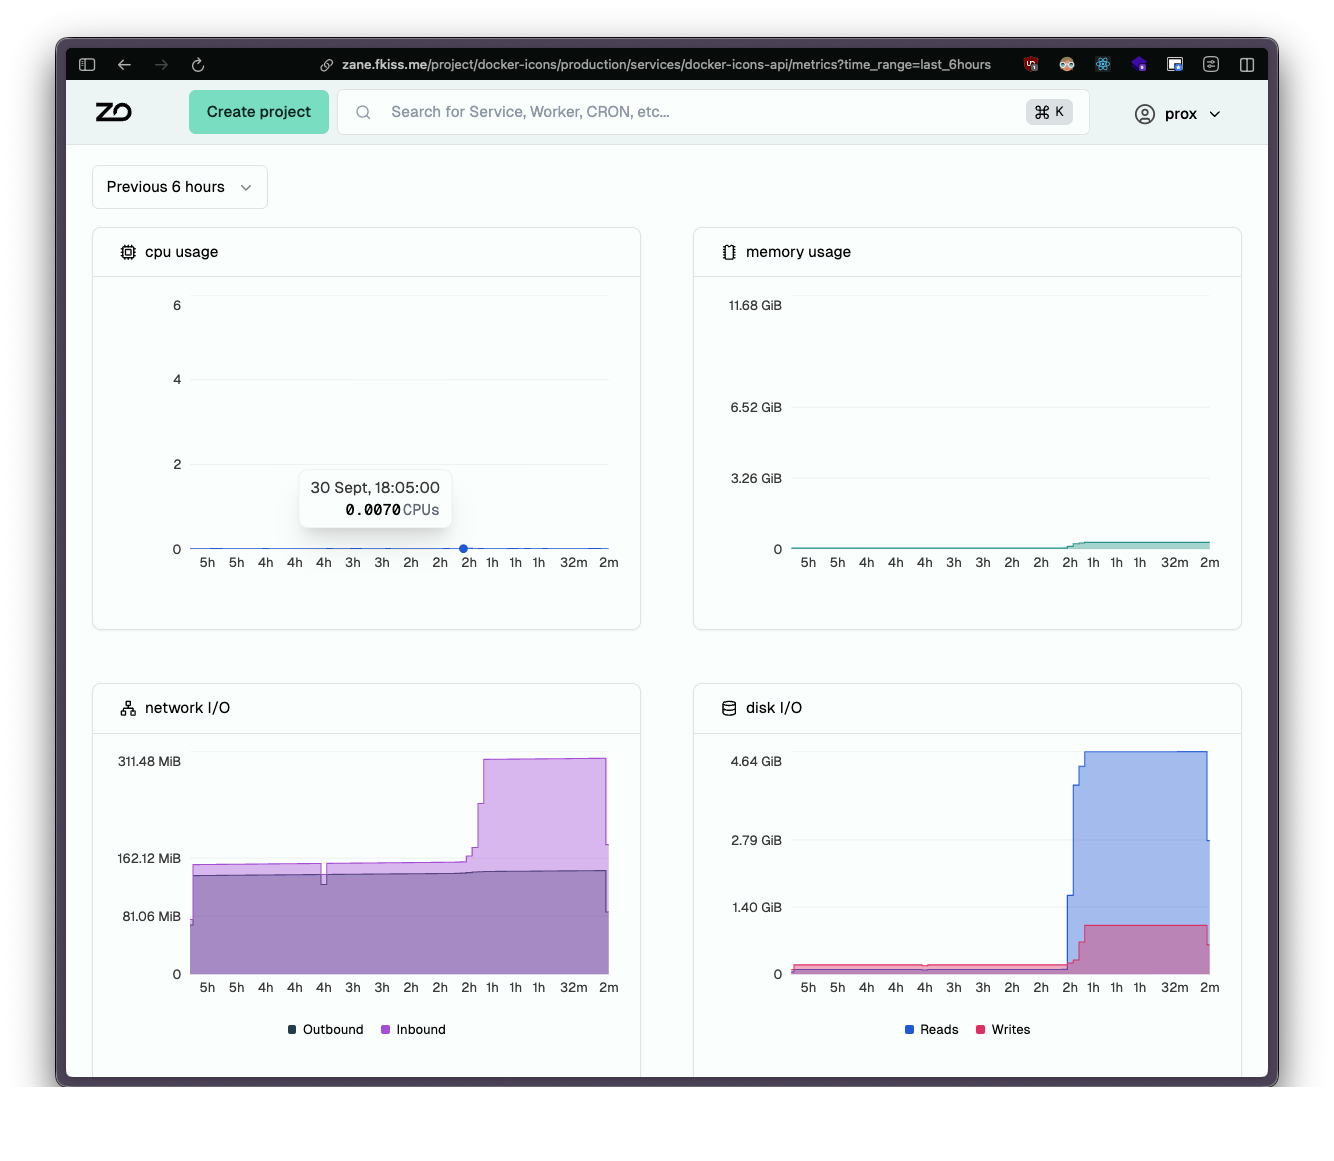 zane.fkiss.me/project/docker-icons/production/services/docker-icons-api/metrics?time_range=last_6hours
ZO
Create project
Search for Service, Worker, CRON, etc...
⌘ K
prox
Previous 6 hours
cpu usage
6
4
2
0
30 Sept, 18:05:00
0.0070 CPUs
5h 5h 4h 4h 4h 3h 3h 2h 2h 2h 1h 1h 1h 32m 2m
memory usage
11.68 GiB
6.52 GiB
3.26 GiB
0
5h 5h 4h 4h 4h 3h 3h 2h 2h 2h 1h 1h 1h 32m 2m
network I/O
311.48 MiB
162.12 MiB
81.06 MiB
0
5h 5h 4h 4h 4h 3h 3h 2h 2h 2h 1h 1h 1h 32m 2m
Outbound Inbound
disk I/O
4.64 GiB
2.79 GiB
1.40 GiB
0
5h 5h 4h 4h 4h 3h 3h 2h 2h 2h 1h 1h 1h 32m 2m
Reads Writes